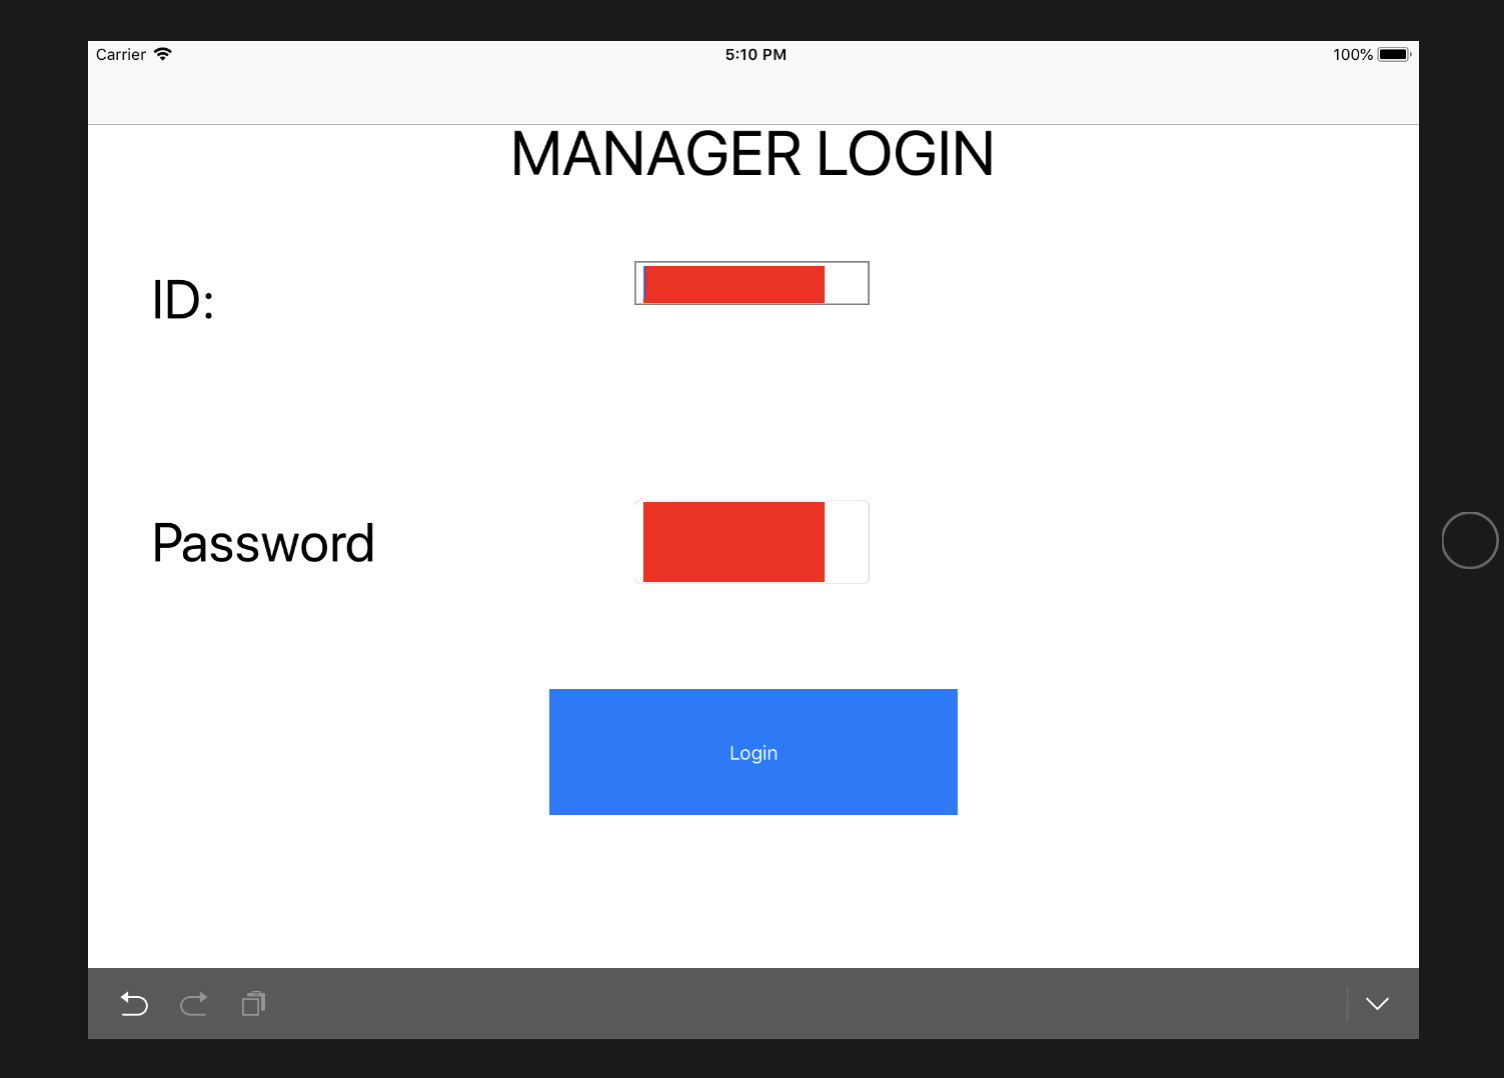 Carrier 5:10 PM 100%
MANAGER LOGIN
ID:
Password
Login